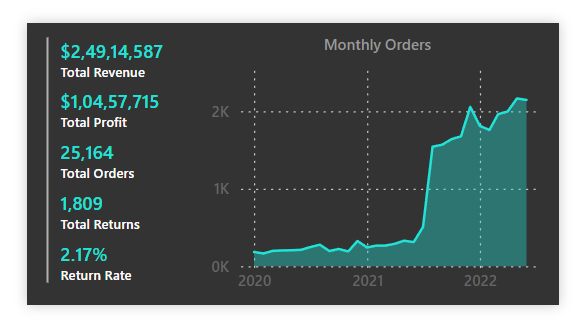 $2,49,14,587
Total Revenue
$1,04,57,715
Total Profit
25,164
Total Orders
1,809
Total Returns
2.17%
Return Rate
Monthly Orders
2K
1K
0K
2020 2021 2022